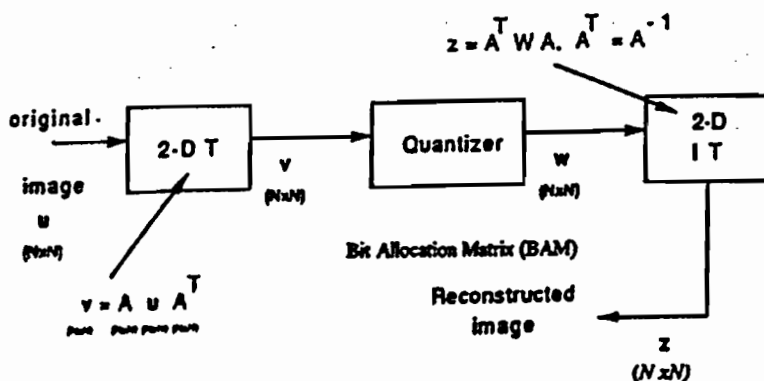 z = A^T W A. A^T = A^-1
original.
image
u
(NxN)
2-D T
v
(NxN)
Quantizer
w
(NxN)
2-D
I T
Bit Allocation Matrix (BAM)
v = A u A^T
Reconstructed
image
z
(N xN)